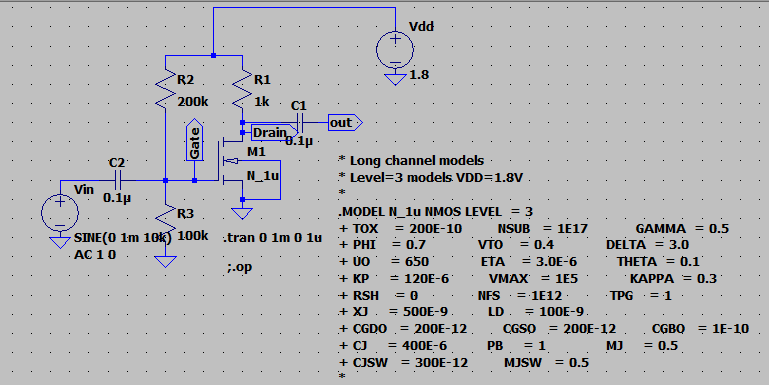 Vdd
1.8
R2
200k
R1
1k
C1
0.1µ
out
Drain
Gate
M1
N_1u
C2
0.1µ
Vin
SINE(0 1m 10k)
AC 1 0
R3
100k
.tran 0 1m 0 1u
;.op
* Long channel models
* Level=3 models VDD=1.8V
*
.MODEL N_1u NMOS LEVEL = 3
+ TOX = 200E-10 NSUB = 1E17 GAMMA = 0.5
+ PHI = 0.7 VTO = 0.4 DELTA = 3.0
+ UO = 650 ETA = 3.0E-6 THETA = 0.1
+ KP = 120E-6 VMAX = 1E5 KAPPA = 0.3
+ RSH = 0 NFS = 1E12 TPG = 1
+ XJ = 500E-9 LD = 100E-9
+ CGDO = 200E-12 CGSO = 200E-12 CGBO = 1E-10
+ CJ = 400E-6 PB = 1 MJ = 0.5
+ CJSW = 300E-12 MJSW = 0.5
*